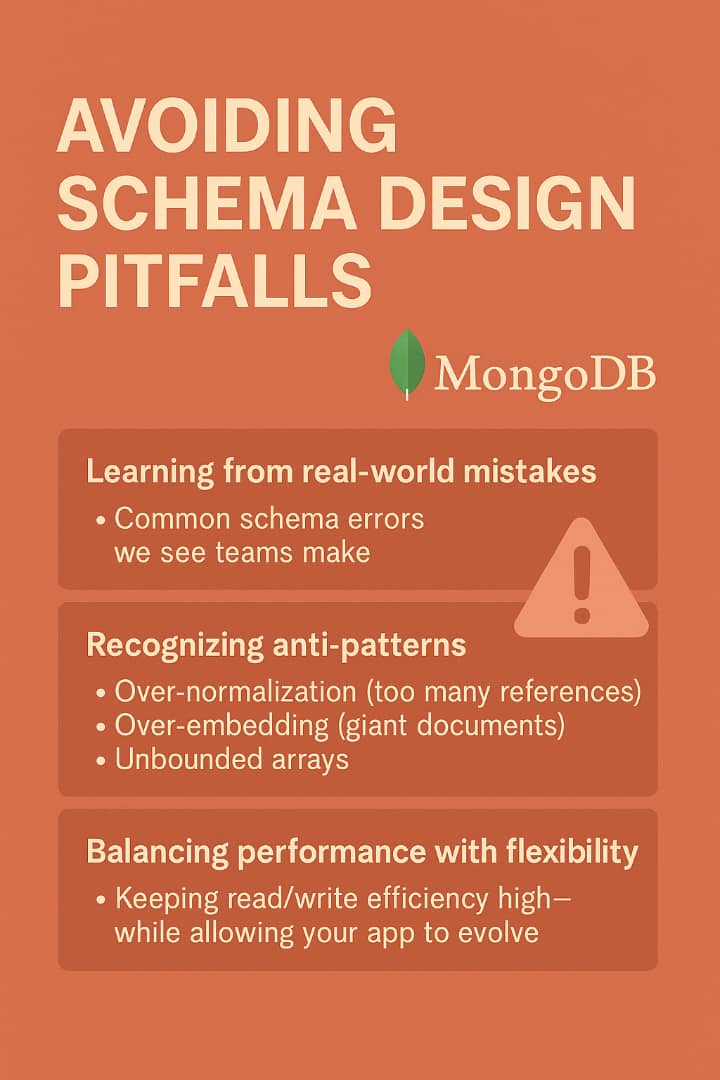 AVOIDING
SCHEMA DESIGN
PITFALLS
MongoDB
Learning from real-world mistakes
• Common schema errors
we see teams make
Recognizing anti-patterns
• Over-normalization (too many references)
• Over-embedding (giant documents)
• Unbounded arrays
Balancing performance with flexibility
• Keeping read/write efficiency high—
while allowing your app to evolve